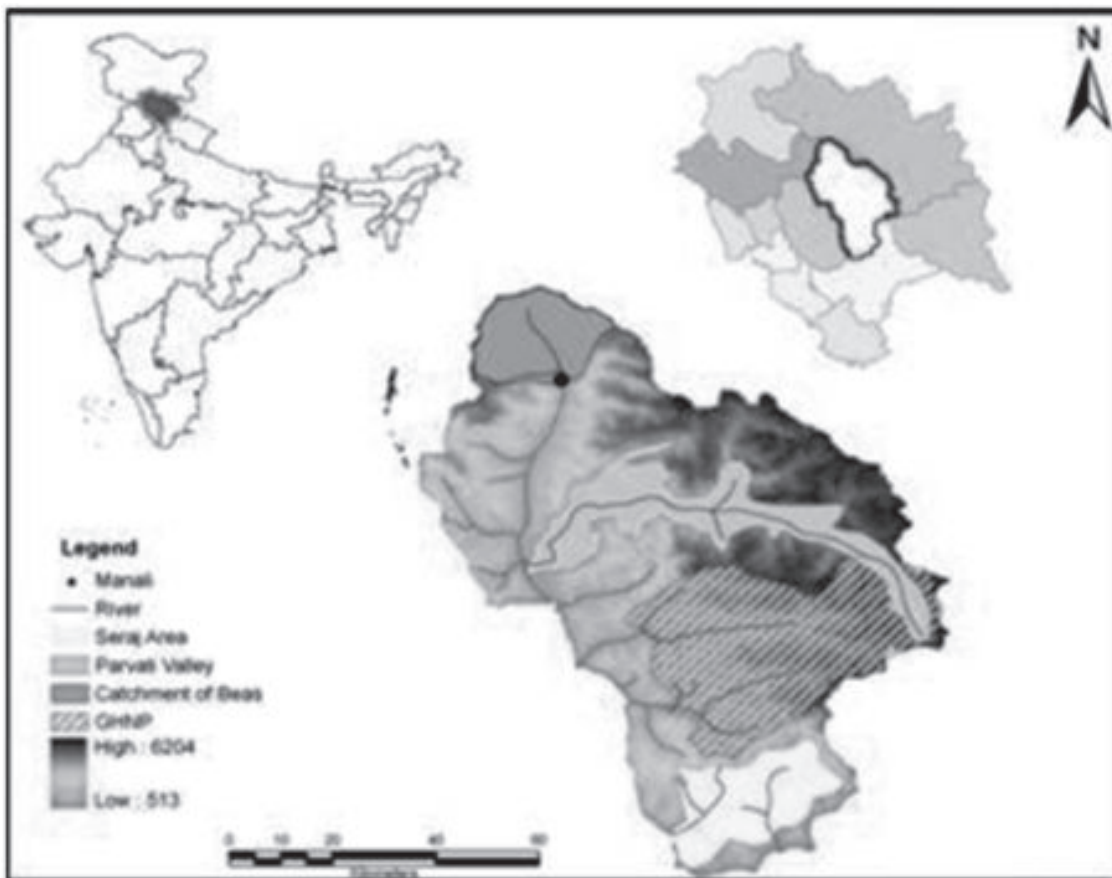 N
Legend
Manali
River
Seraj Area
Parvati Valley
Catchment of Beas
GHNP
High : 6204
Low : 513
0 10 20 40 60
Kilometers